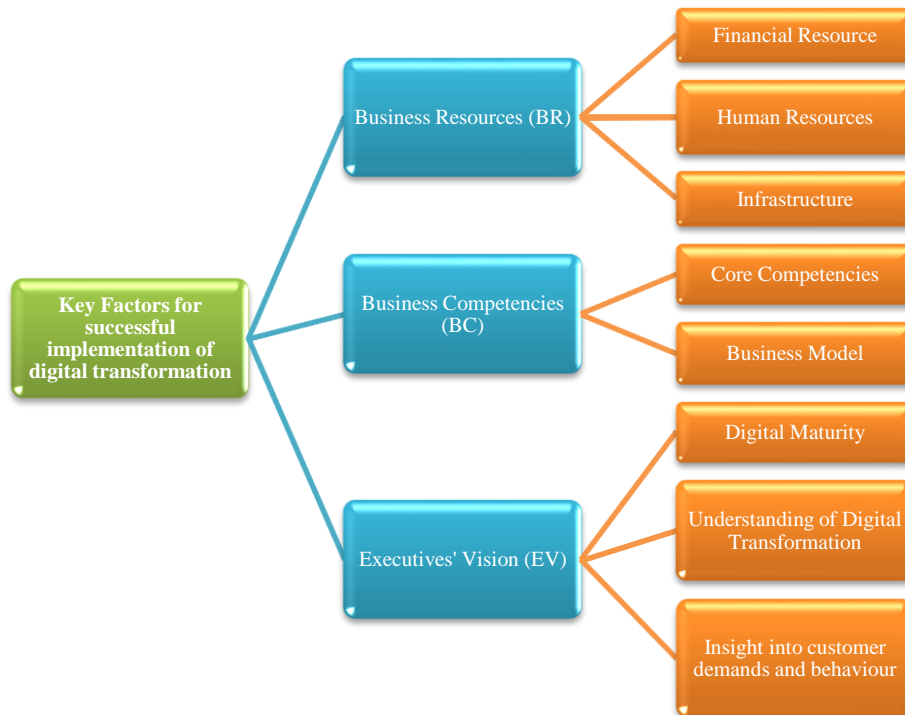 Key Factors for
successful
implementation of
digital transformation
Business Resources (BR)
Financial Resource
Human Resources
Infrastructure
Business Competencies
(BC)
Core Competencies
Business Model
Executives' Vision (EV)
Digital Maturity
Understanding of Digital
Transformation
Insight into customer
demands and behaviour